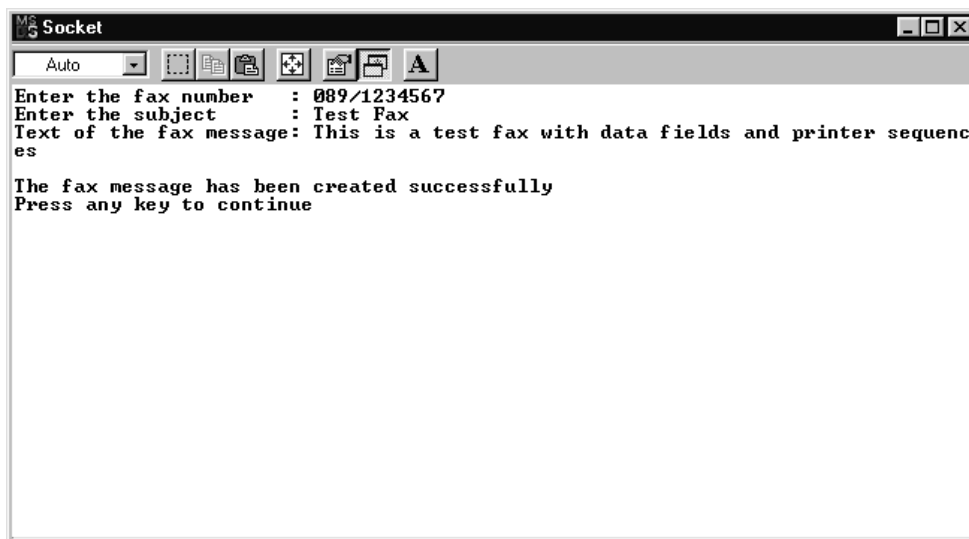 MS DOS Socket
Auto A
Enter the fax number   : 089/1234567
Enter the subject      : Test Fax
Text of the fax message: This is a test fax with data fields and printer sequenc
es
The fax message has been created successfully
Press any key to continue